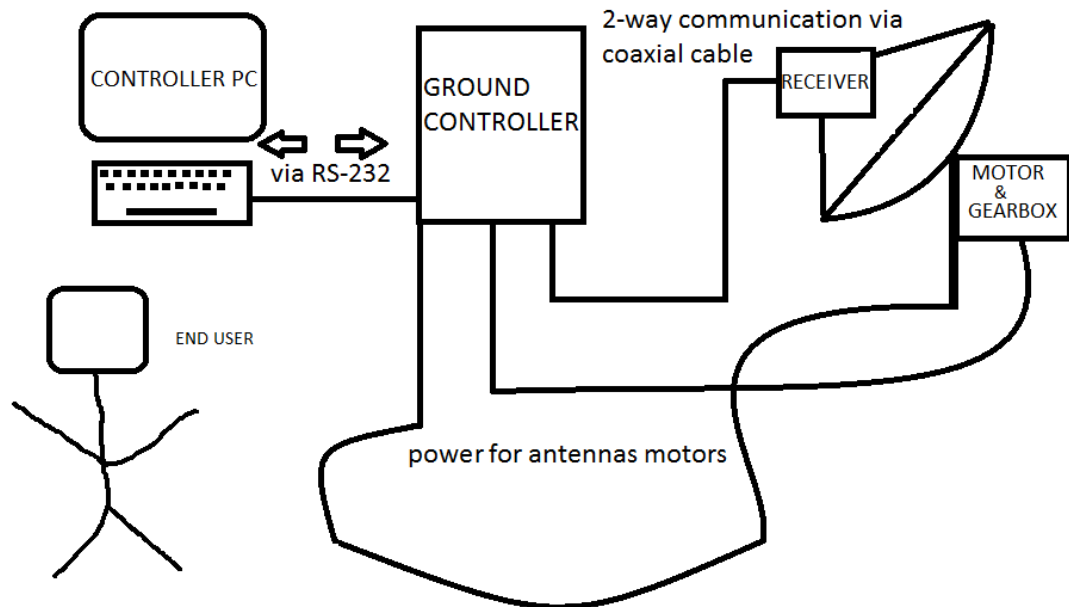 2-way communication via
coaxial cable
CONTROLLER PC
GROUND
CONTROLLER
RECEIVER
via RS-232
MOTOR
&
GEARBOX
END USER
power for antennas motors